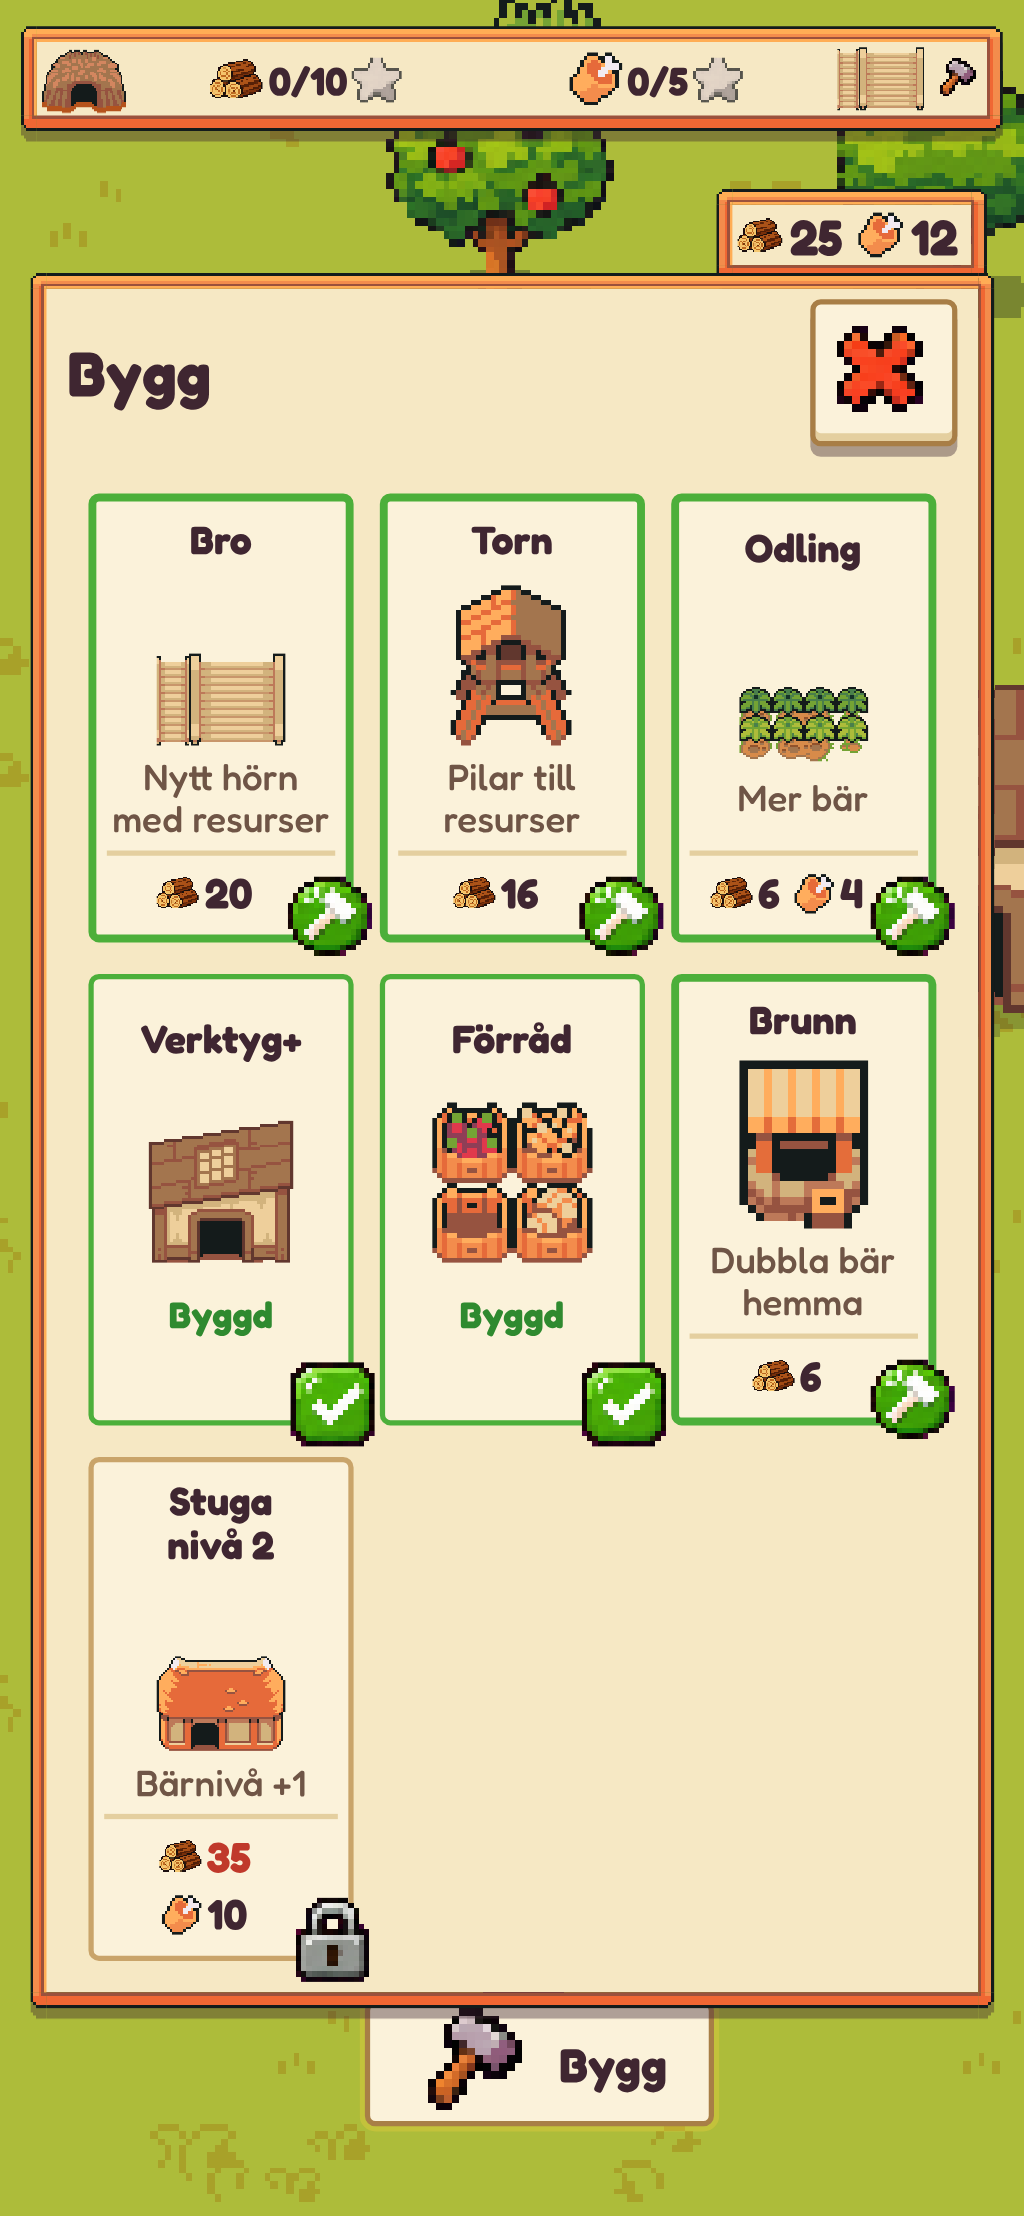 0/10 0/5
25 12
Bygg
Bro
Torn
Odling
Nytt hörn
med resurser
Pilar till
resurser
Mer bär
20
16
6 4
Verktyg+
Förråd
Brunn
Byggd
Byggd
Dubbla bär
hemma
6
Stuga
nivå 2
Bärnivå +1
35
10
Bygg